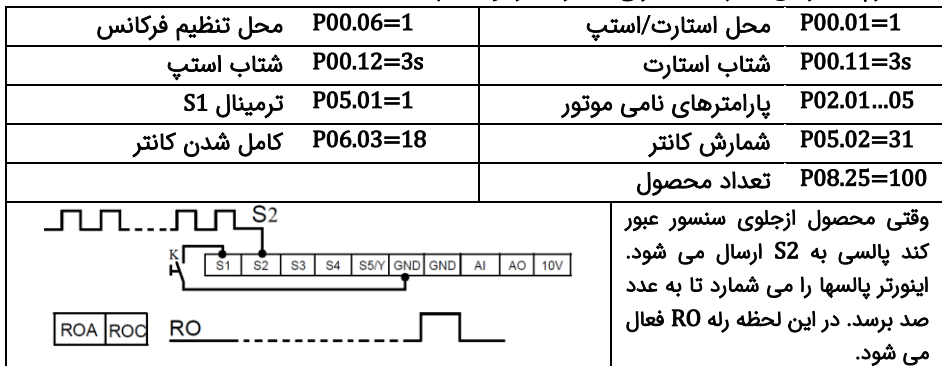 P00.01=1 محل استارت/استپ
P00.06=1 محل تنظیم فرکانس
P00.11=3s شتاب استارت
P00.12=3s شتاب استپ
P02.01...05 پارامترهای نامی موتور
P05.01=1 ترمینال S1
P05.02=31 شمارش کانتر
P06.03=18 کامل شدن کانتر
P08.25=100 تعداد محصول
وقتی محصول ازجلوی سنسور عبور
کند پالسی به S2 ارسال می شود.
اینورتر پالسها را می شمارد تا به عدد
صد برسد. در این لحظه رله RO فعال
می شود.
S2
K
S1 S2 S3 S4 S5/Y GND GND AI AO 10V
ROA ROC RO